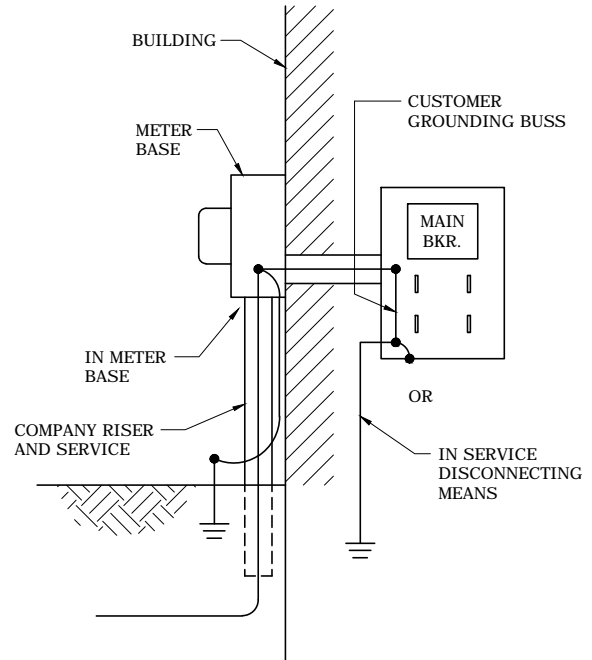 BUILDING
CUSTOMER
GROUNDING BUSS
METER
BASE
MAIN
BKR.
IN METER
BASE
OR
COMPANY RISER
AND SERVICE
IN SERVICE
DISCONNECTING
MEANS